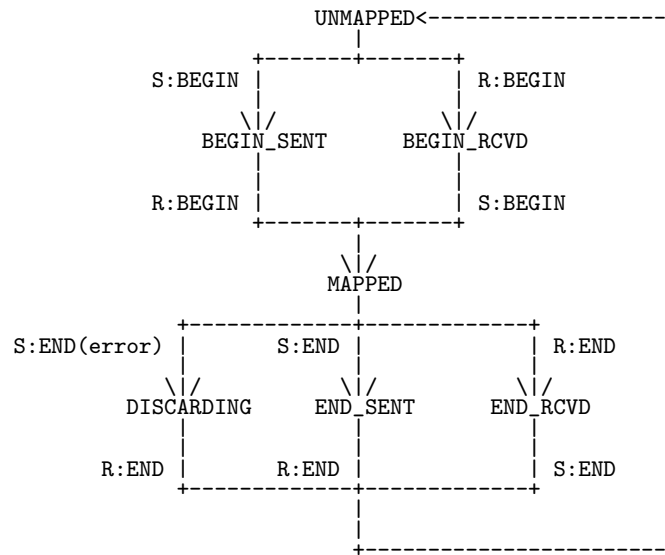 UNMAPPED<------------------
|
+-------+-------+
S:BEGIN | | R:BEGIN
| |
\|/ \|/
BEGIN_SENT BEGIN_RCVD
| |
| |
R:BEGIN | | S:BEGIN
+-------+-------+
|
\|/
MAPPED
|
+-------------+-------------+
S:END(error) | S:END | | R:END
| | |
\|/ \|/ \|/
DISCARDING END_SENT END_RCVD
| | |
| | |
R:END | R:END | | S:END
+-------------+-------------+
|
|
+------------------------